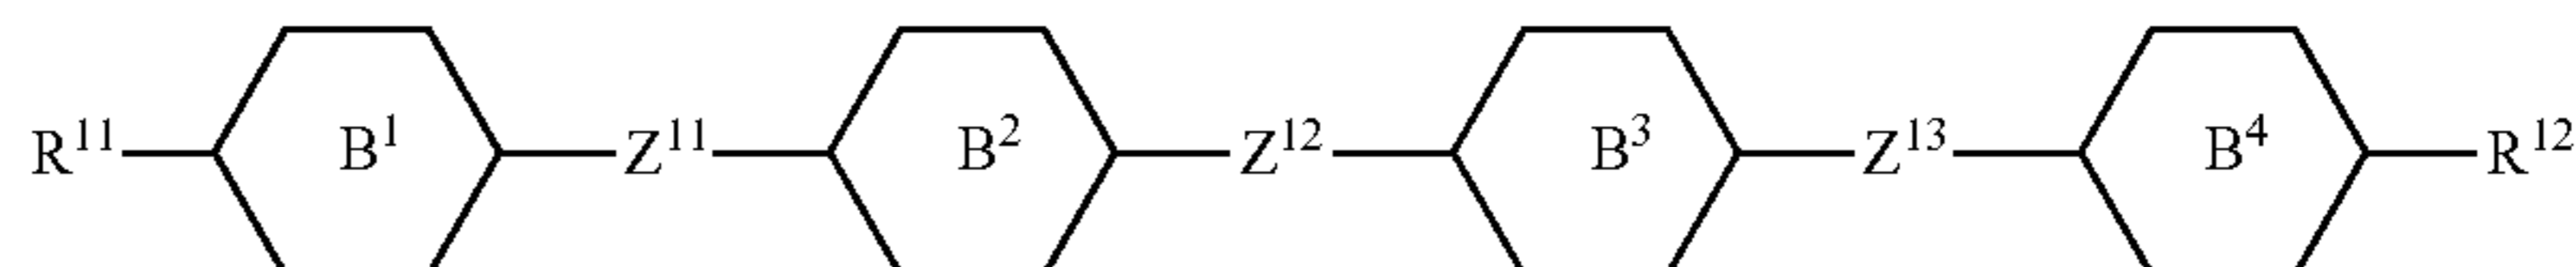 R¹¹ B¹ Z¹¹ B² Z¹² B³ Z¹³ B⁴ R¹²